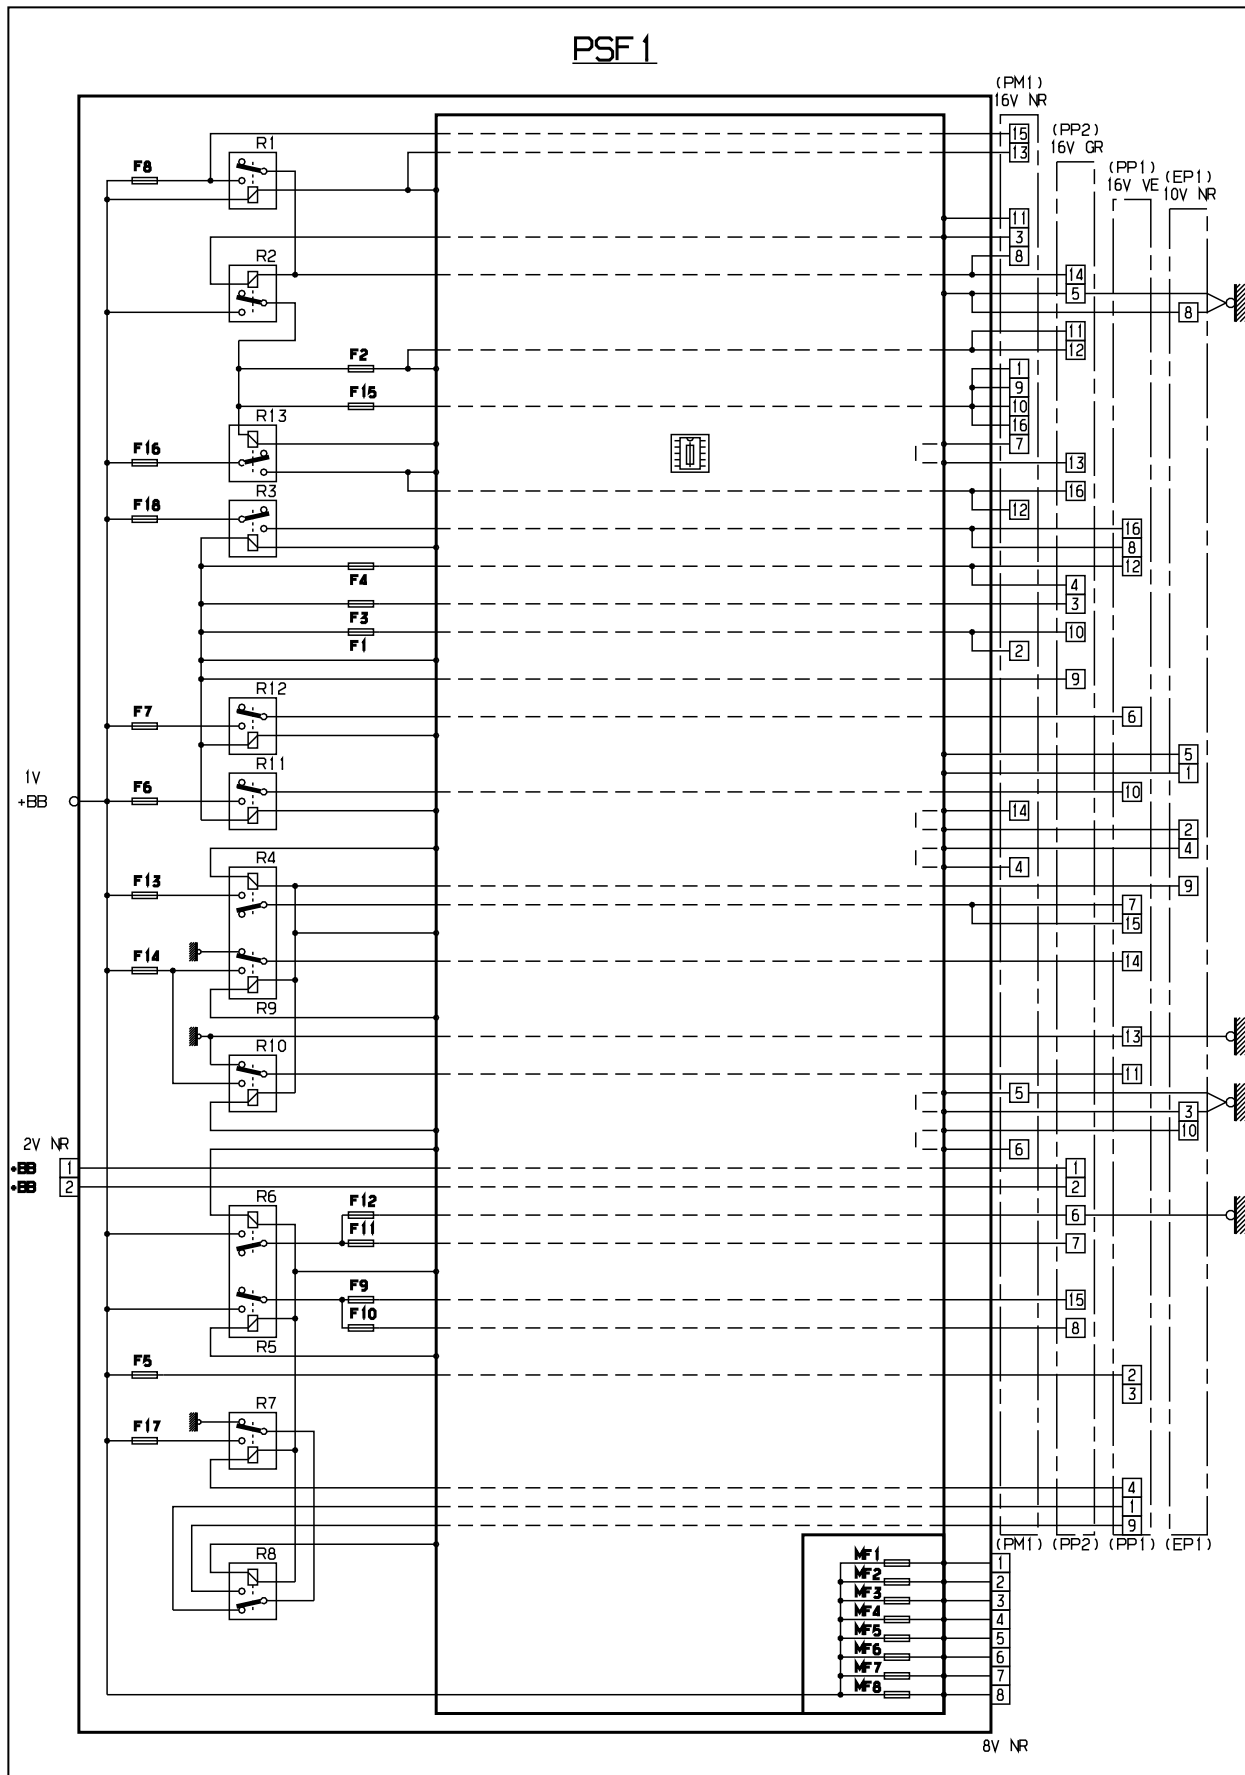 PSF1
(PM1)
16V NR
(PP2)
16V GR
(PP1)
16V VE
(EP1)
10V NR
R1
15
13
F8
11
3
8
R2
14
5
8
11
F2
12
1
F15
9
10
R13
16
7
F16
13
R3
16
F18
12
16
8
12
F4
4
3
F3
10
F1
2
9
R12
F7
6
5
R11
1
1V
F6
+BB
10
14
2
R4
4
4
F13
9
7
15
F14
14
R9
13
R10
11
5
3
10
2V NR
6
+BB
1
1
+BB
2
2
R6
F12
6
F11
7
F9
15
F10
8
R5
F5
2
3
R7
F17
4
1
9
R8
(PM1) (PP2) (PP1) (EP1)
MF1
1
MF2
2
MF3
3
MF4
4
MF5
5
MF6
6
MF7
7
MF8
8
8V NR